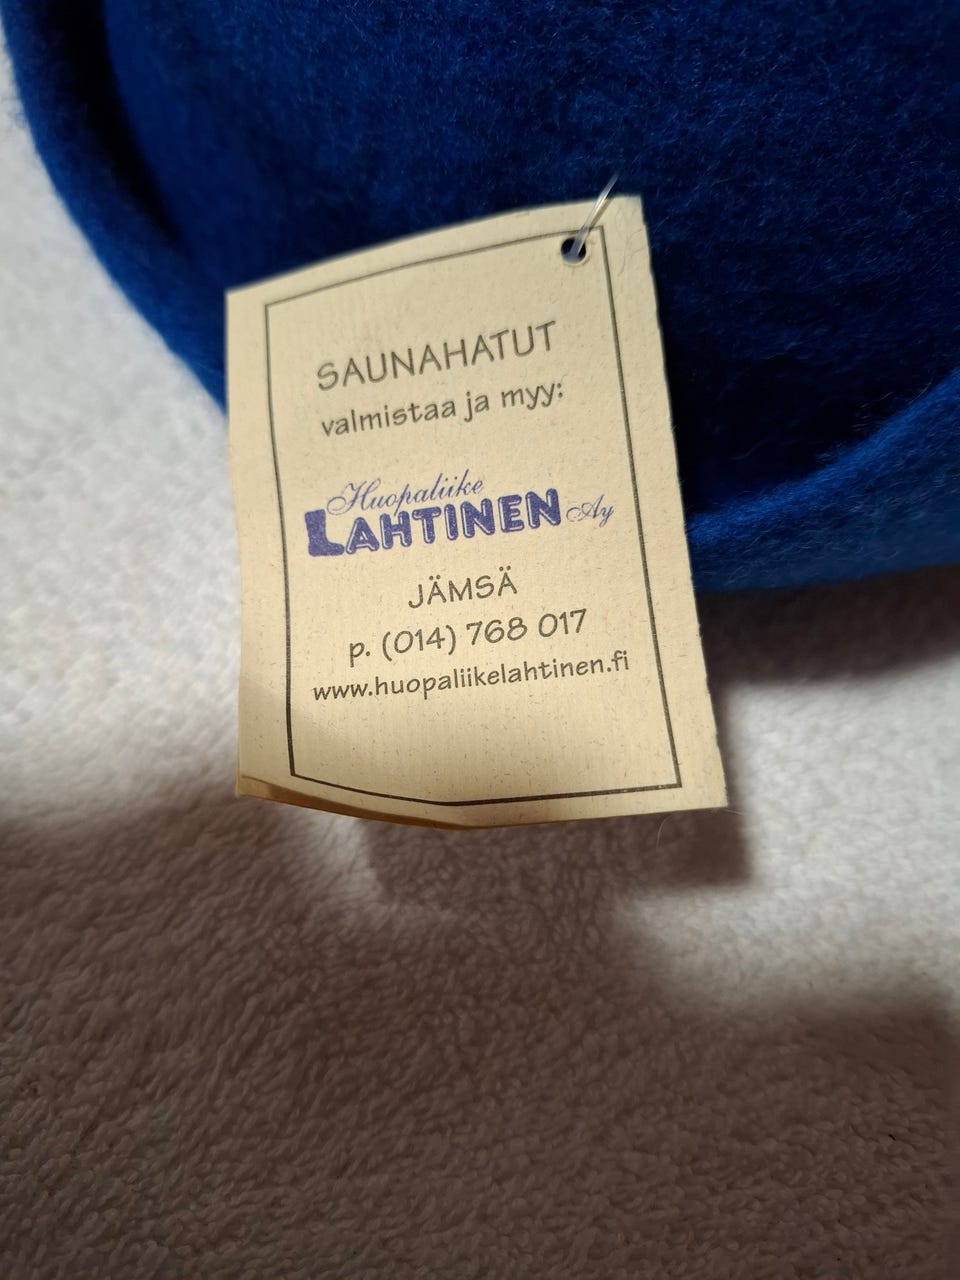 SAUNAHATUT
valmistaa ja myy:
Huopaliike
LAHTINEN Ay
JÄMSÄ
p. (014) 768 017
www.huopaliikelahtinen.fi